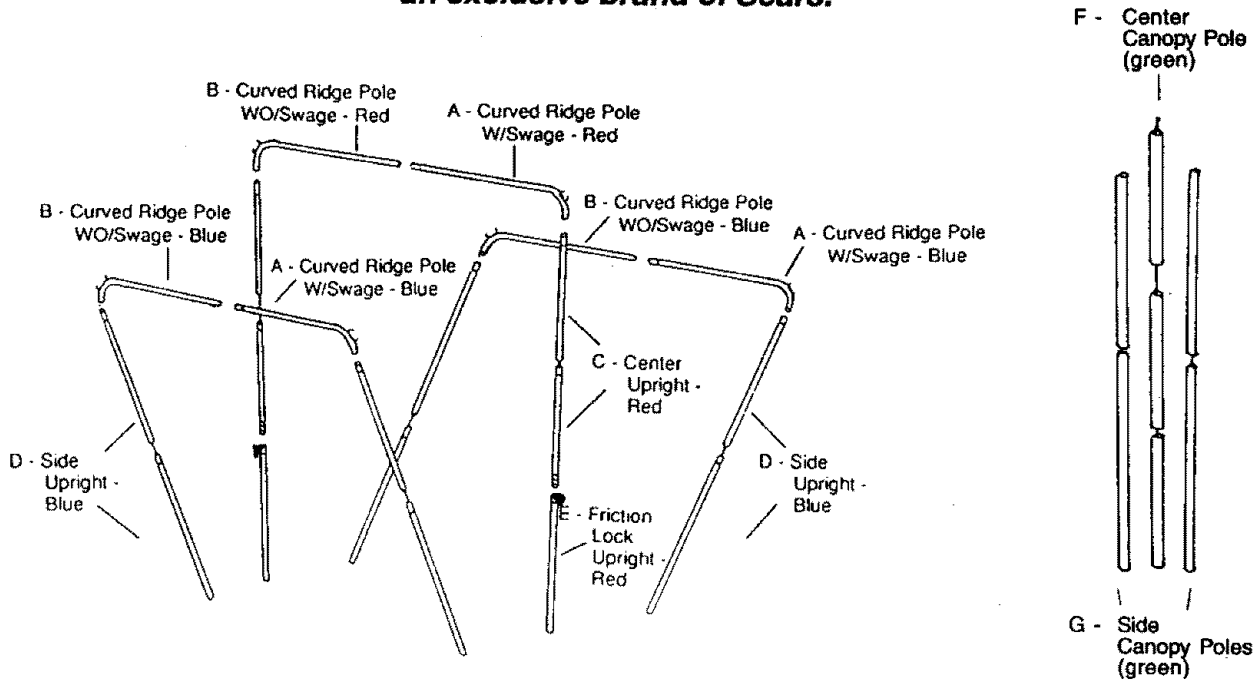 an exclusive brand of Sears.
F - Center
Canopy Pole
(green)
B - Curved Ridge Pole
WO/Swage - Red
A - Curved Ridge Pole
W/Swage - Red
B - Curved Ridge Pole
WO/Swage - Blue
B - Curved Ridge Pole
WO/Swage - Blue
A - Curved Ridge Pole
W/Swage - Blue
A - Curved Ridge Pole
W/Swage - Blue
C - Center
Upright -
Red
D - Side
Upright -
Blue
D - Side
Upright -
Blue
E - Friction
Lock
Upright -
Red
G - Side
Canopy Poles
(green)